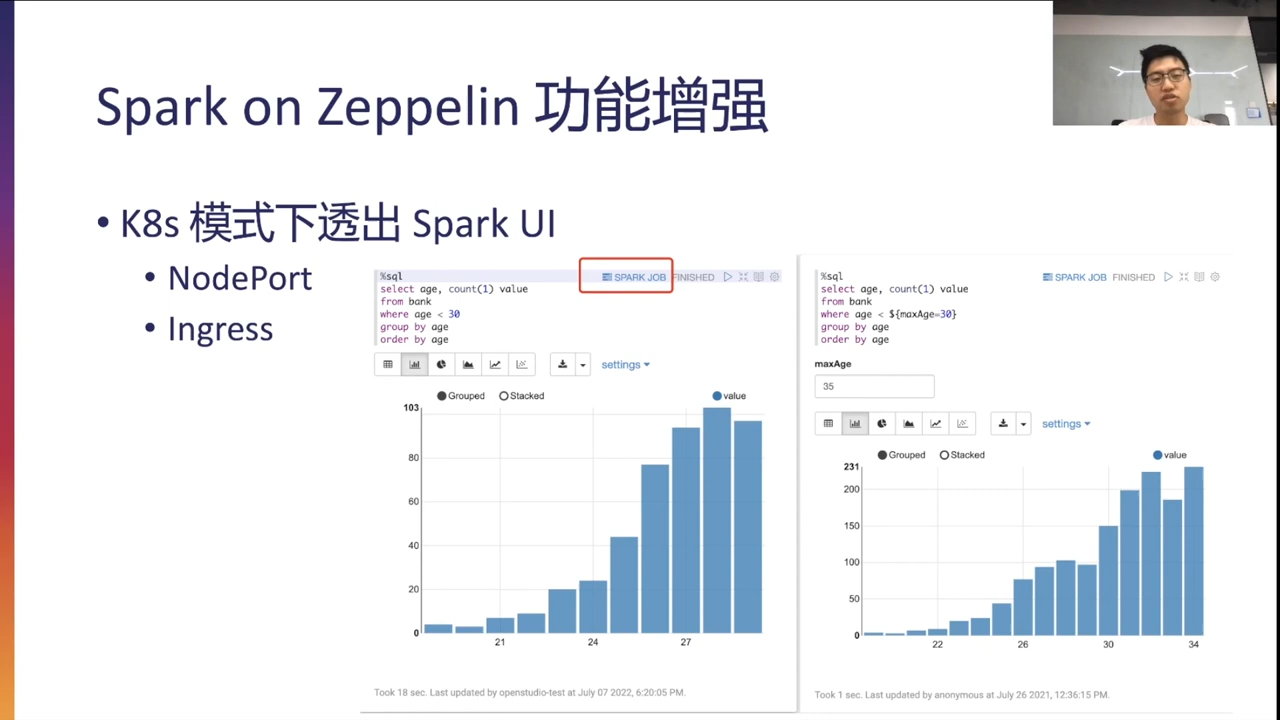 Spark on Zeppelin 功能增强
• K8s 模式下透出 Spark UI
• NodePort
• Ingress
%sql
SPARK JOB FINISHED
select age, count(1) value
from bank
where age < 30
group by age
order by age
settings
Grouped Stacked value
103
80
60
40
20
0
21 24 27
Took 18 sec. Last updated by openstudio-test at July 07 2022, 6:20:05 PM.
%sql
SPARK JOB FINISHED
select age, count(1) value
from bank
where age < ${maxAge=30}
group by age
order by age
maxAge
35
settings
Grouped Stacked value
231
200
150
100
50
0
22 26 30 34
Took 1 sec. Last updated by anonymous at July 26 2021, 12:36:15 PM.